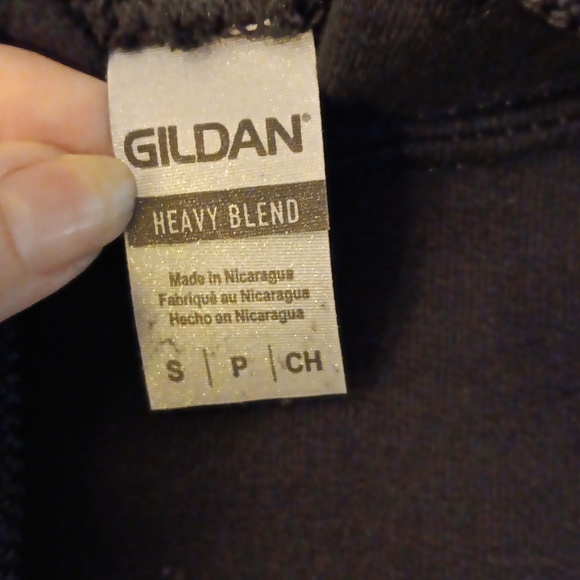 GILDAN®
HEAVY BLEND
Made in Nicaragua
Fabriqué au Nicaragua
Hecho en Nicaragua
S | P | CH